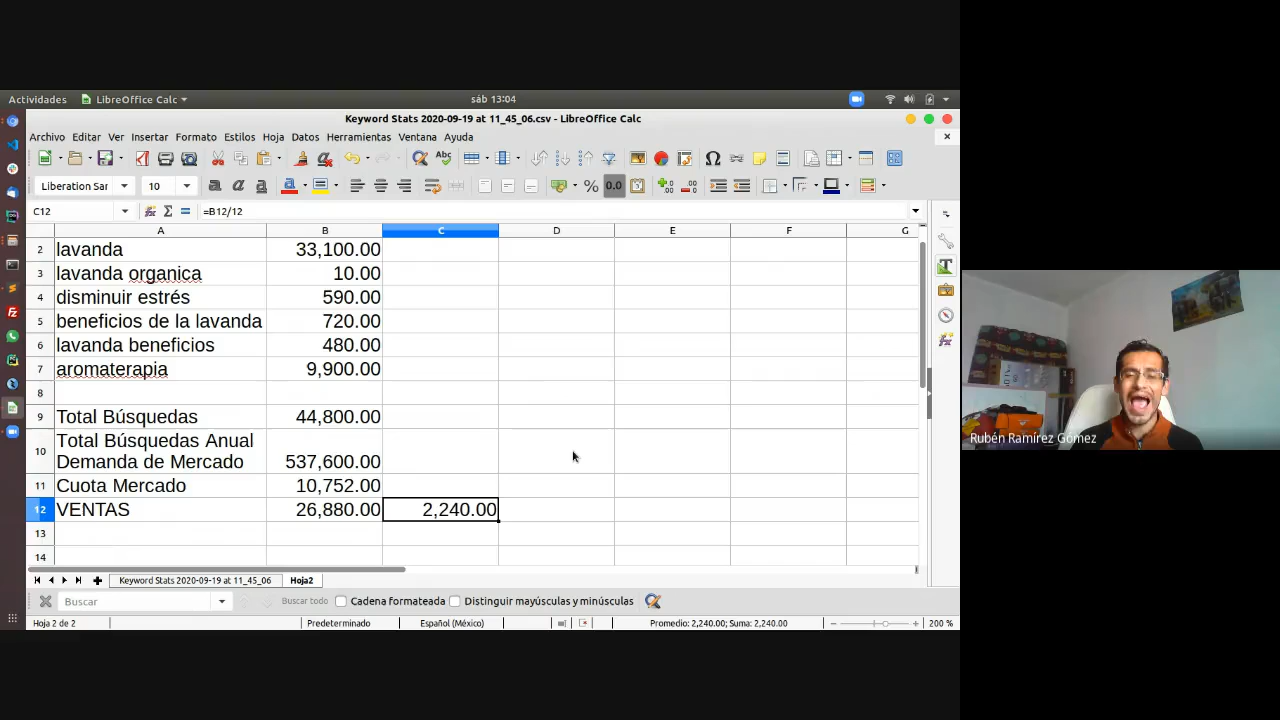 Actividades LibreOffice Calc sáb 13:04
Keyword Stats 2020-09-19 at 11_45_06.csv - LibreOffice Calc
Archivo Editar Ver Insertar Formato Estilos Hoja Datos Herramientas Ventana Ayuda
Liberation Sar 10
C12 =B12/12
A B C D E F G
2 lavanda 33,100.00
3 lavanda organica 10.00
4 disminuir estrés 590.00
5 beneficios de la lavanda 720.00
6 lavanda beneficios 480.00
7 aromaterapia 9,900.00
8
9 Total Búsquedas 44,800.00
Total Búsquedas Anual
10 Demanda de Mercado 537,600.00
11 Cuota Mercado 10,752.00
12 VENTAS 26,880.00 2,240.00
13
14
Keyword Stats 2020-09-19 at 11_45_06 Hoja2
Buscar Buscar todo Cadena formateada Distinguir mayúsculas y minúsculas
Hoja 2 de 2 Predeterminado Español (México) Promedio: 2,240.00; Suma: 2,240.00 200 %
Rubén Ramírez Gómez